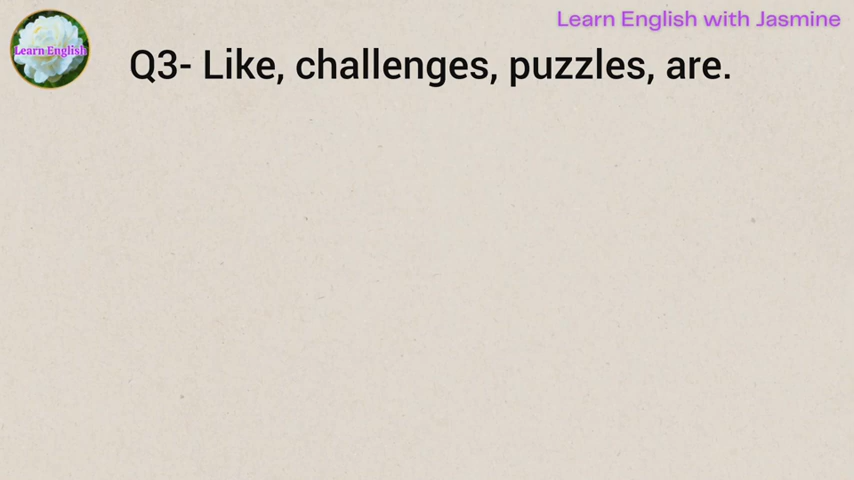 Learn English with Jasmine
Learn English
Q3- Like, challenges, puzzles, are.